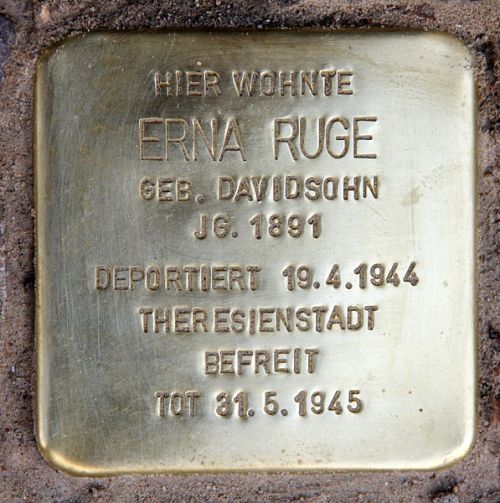 HIER WOHNTE
ERNA RUGE
GEB. DAVIDSOHN
JG. 1891
DEPORTIERT 19.4.1944
THERESIENSTADT
BEFREIT
TOT 31.5.1945